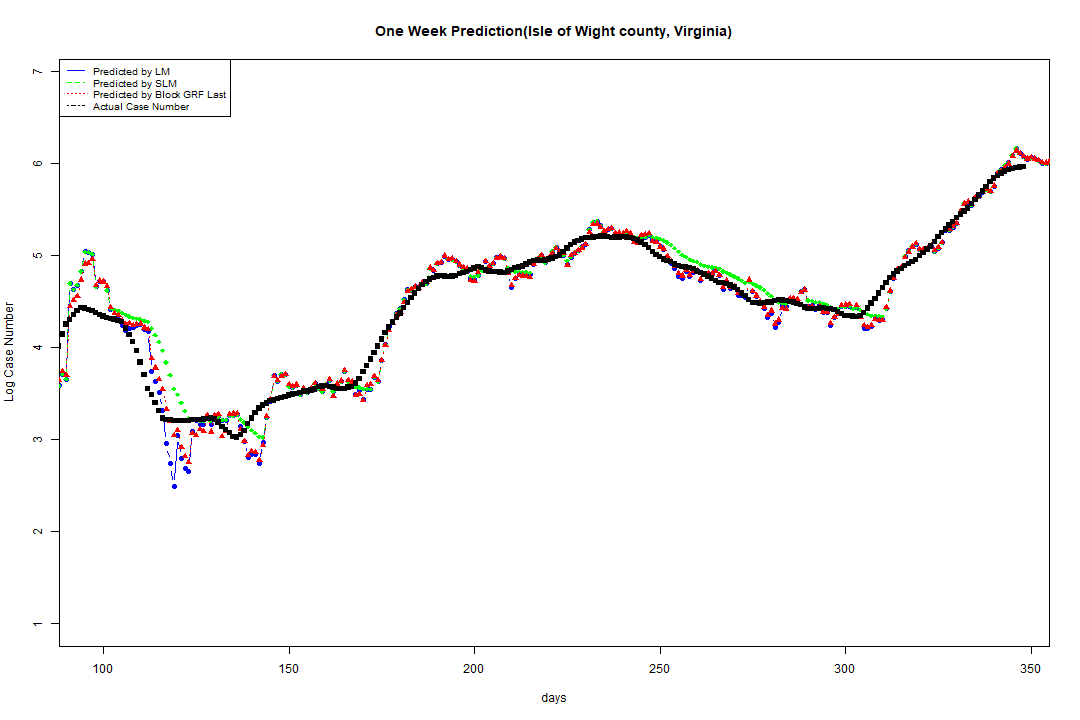 One Week Prediction(Isle of Wight county, Virginia)
Predicted by LM
Predicted by SLM
Predicted by Block GRF Last
Actual Case Number
7
6
5
4
3
2
1
Log Case Number
100 150 200 250 300 350
days